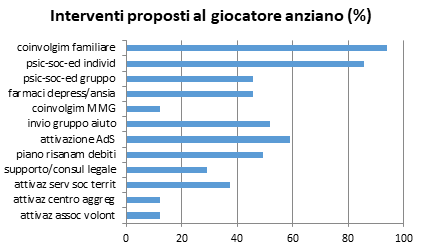 Interventi proposti al giocatore anziano (%)
coinvolgim familiare
psic-soc-ed individ
psic-soc-ed gruppo
farmaci depress/ansia
coinvolgim MMG
invio gruppo aiuto
attivazione AdS
piano risanam debiti
supporto/consul legale
attivaz serv soc territ
attivaz centro aggreg
attivaz assoc volont
0 20 40 60 80 100